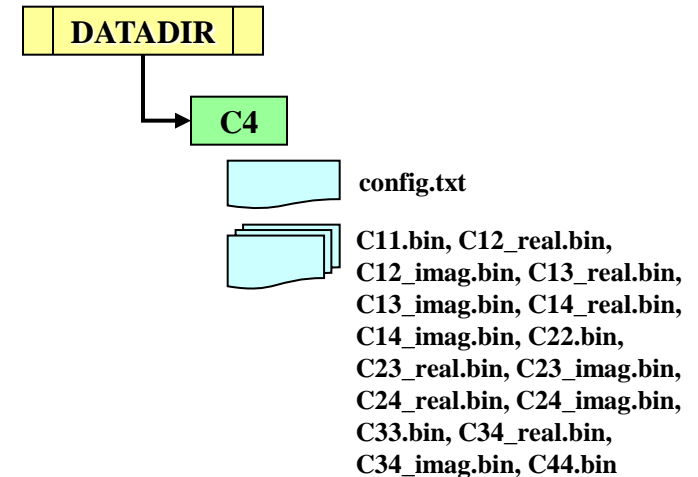 DATADIR
C4
config.txt
C11.bin, C12_real.bin,
C12_imag.bin, C13_real.bin,
C13_imag.bin, C14_real.bin,
C14_imag.bin, C22.bin,
C23_real.bin, C23_imag.bin,
C24_real.bin, C24_imag.bin,
C33.bin, C34_real.bin,
C34_imag.bin, C44.bin